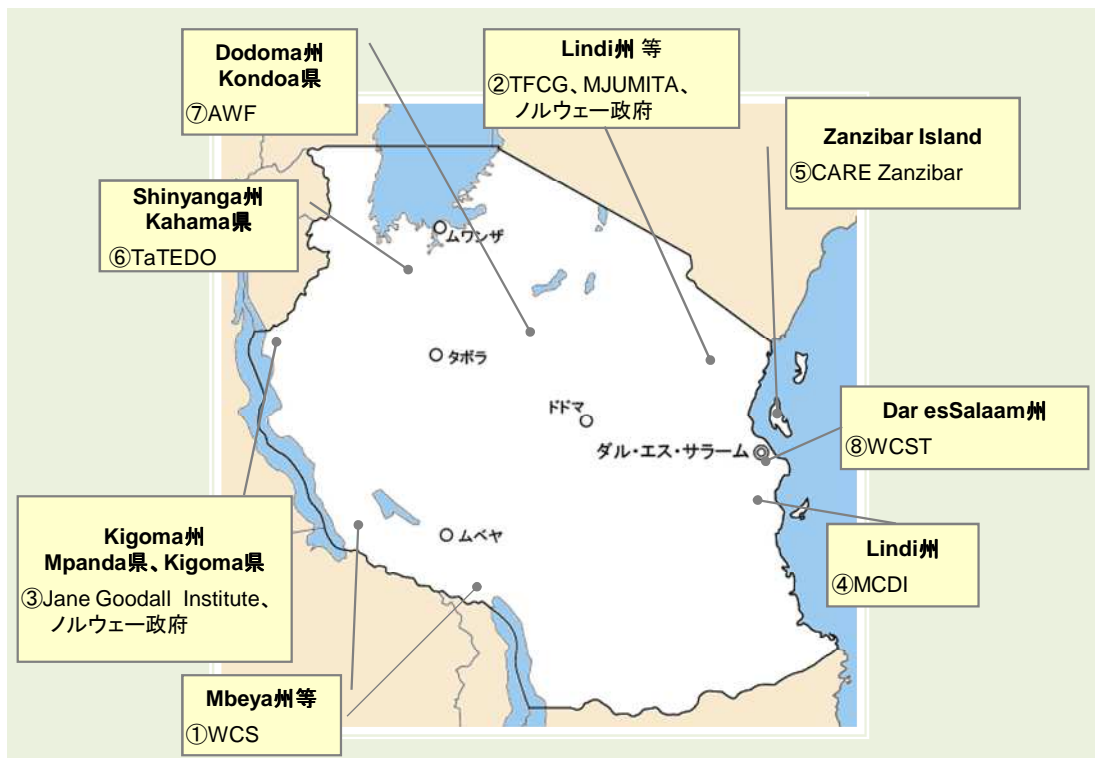 Dodoma州
Kondoa県
⑦AWF
Lindi州 等
②TFCG、MJUMITA、
ノルウェー政府
Zanzibar Island
⑤CARE Zanzibar
Shinyanga州
Kahama県
⑥TaTEDO
ムワンザ
タボラ
ドドマ
ダル・エス・サラーム
Dar esSalaam州
⑧WCST
Kigoma州
Mpanda県、Kigoma県
③Jane Goodall Institute、
ノルウェー政府
ムベヤ
Lindi州
④MCDI
Mbeya州等
①WCS